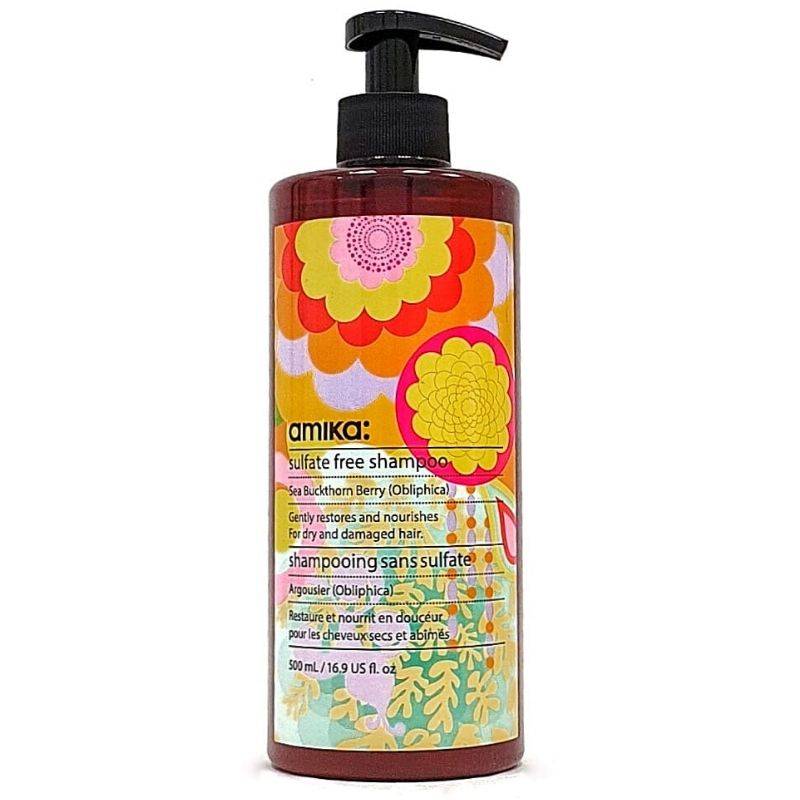 amika:
sulfate free shampoo
Sea Buckthorn Berry (Obliphica)
Gently restores and nourishes
For dry and damaged hair.
shampooing sans sulfate
Argousier (Obliphica)
Restaure et nourrit en douceur
pour les cheveux secs et abîmés
500 mL / 16.9 US fl. oz